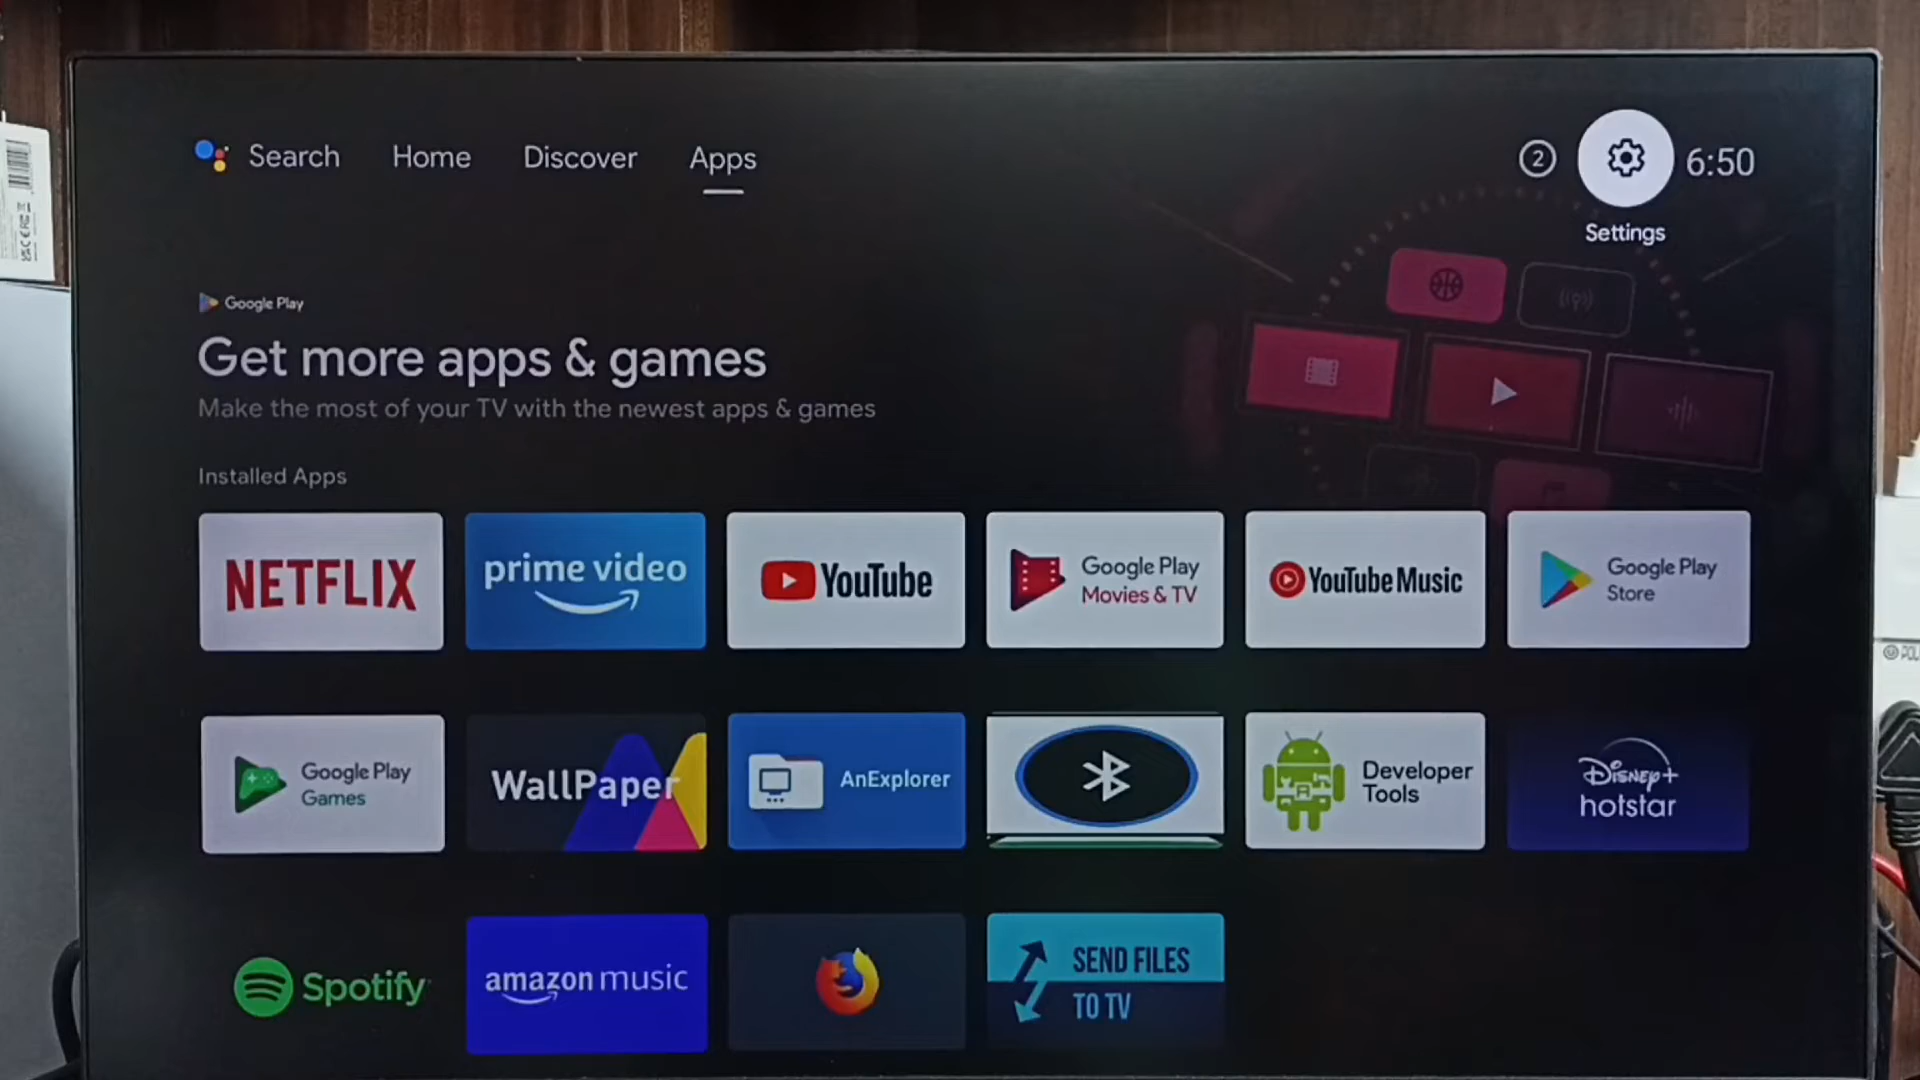 Search Home Discover Apps
2 6:50
Settings
Google Play
Get more apps & games
Make the most of your TV with the newest apps & games
Installed Apps
NETFLIX
prime video
YouTube
Google Play
Movies & TV
YouTube Music
Google Play
Store
Google Play
Games
WallPaper
AnExplorer
Developer
Tools
Disney+
hotstar
Spotify
amazon music
SEND FILES
TO TV